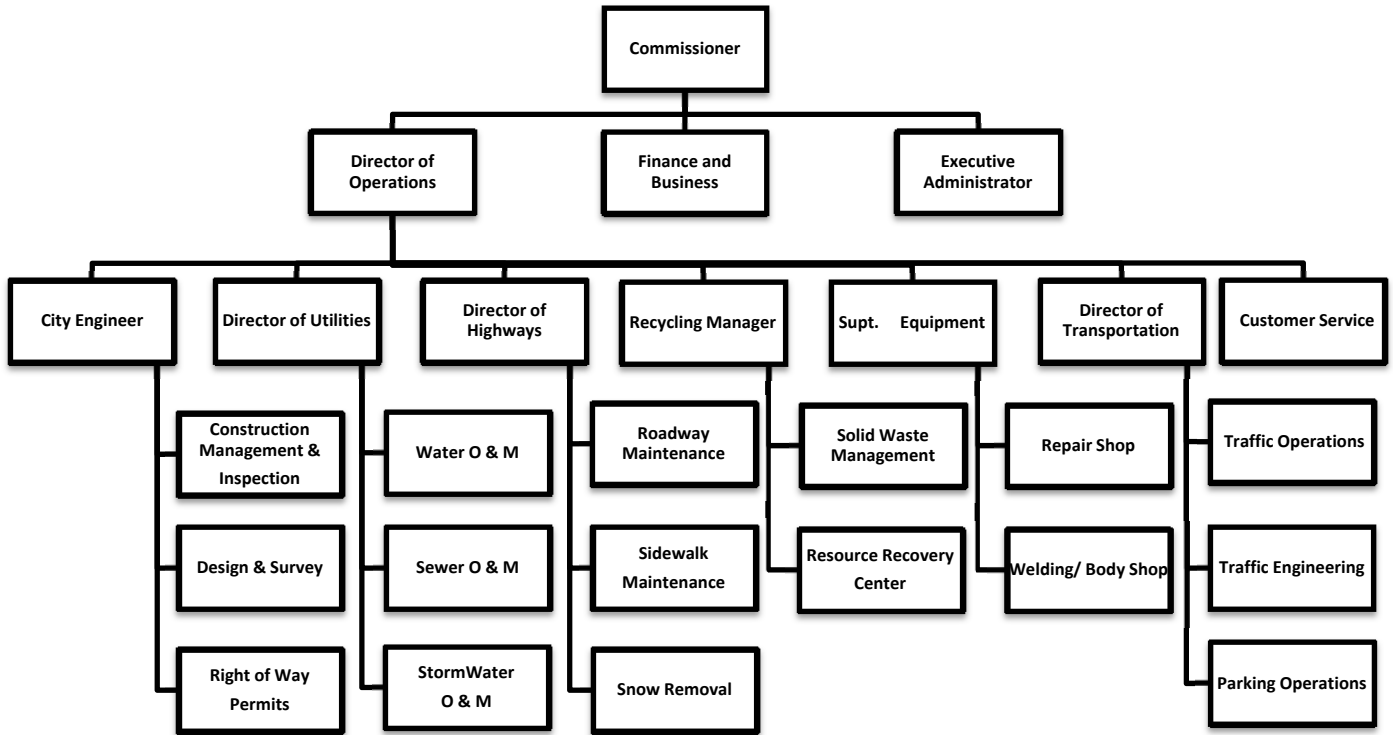 Commissioner
Director of
Operations
Finance and
Business
Executive
Administrator
City Engineer
Director of Utilities
Director of
Highways
Recycling Manager
Supt. Equipment
Director of
Transportation
Customer Service
Construction
Management &
Inspection
Water O & M
Roadway
Maintenance
Solid Waste
Management
Repair Shop
Traffic Operations
Design & Survey
Sewer O & M
Sidewalk
Maintenance
Resource Recovery
Center
Welding/ Body Shop
Traffic Engineering
Right of Way
Permits
StormWater
O & M
Snow Removal
Parking Operations